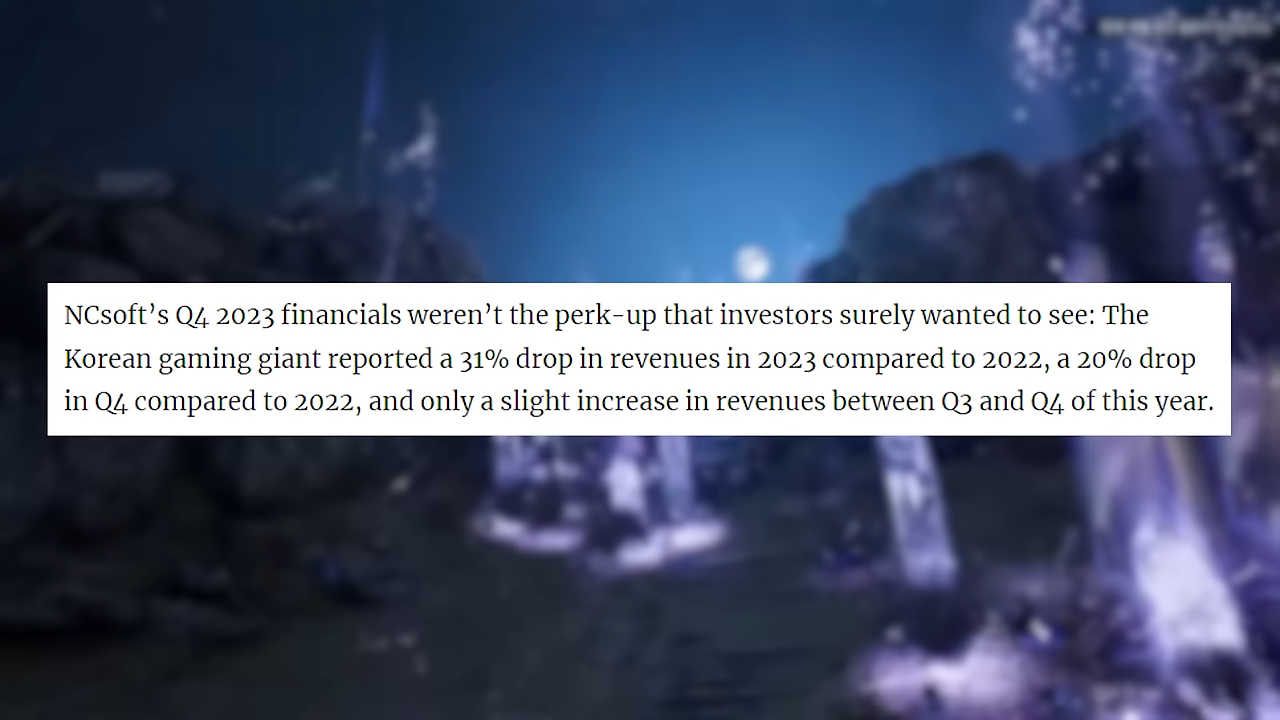 NCsoft’s Q4 2023 financials weren’t the perk-up that investors surely wanted to see: The
Korean gaming giant reported a 31% drop in revenues in 2023 compared to 2022, a 20% drop
in Q4 compared to 2022, and only a slight increase in revenues between Q3 and Q4 of this year.